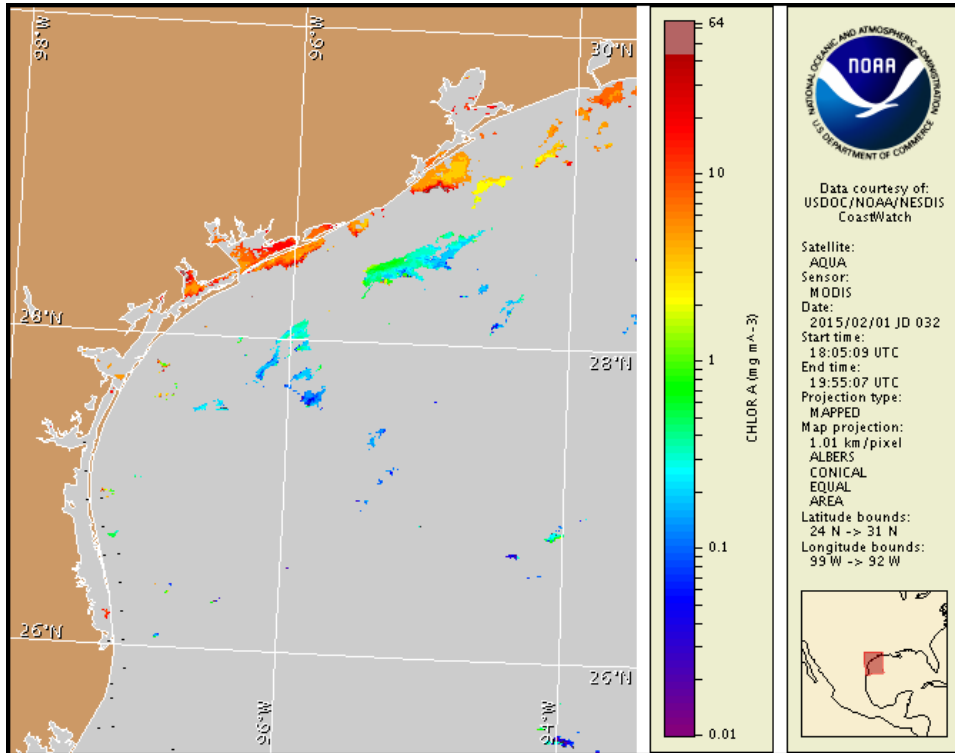 98°W
96°W
30°N
28°N
28°N
26°N
26°N
96°W
94°W
64
10
1
0.1
0.01
CHLOR A (mg m^-3)
NATIONAL OCEANIC AND ATMOSPHERIC ADMINISTRATION
NOAA
U.S. DEPARTMENT OF COMMERCE
Data courtesy of:
USDOC/NOAA/NESDIS
CoastWatch
Satellite:
AQUA
Sensor:
MODIS
Date:
2015/02/01 JD 032
Start time:
18:05:09 UTC
End time:
19:55:07 UTC
Projection type:
MAPPED
Map projection:
1.01 km/pixel
ALBERS
CONICAL
EQUAL
AREA
Latitude bounds:
24 N -> 31 N
Longitude bounds:
99 W -> 92 W